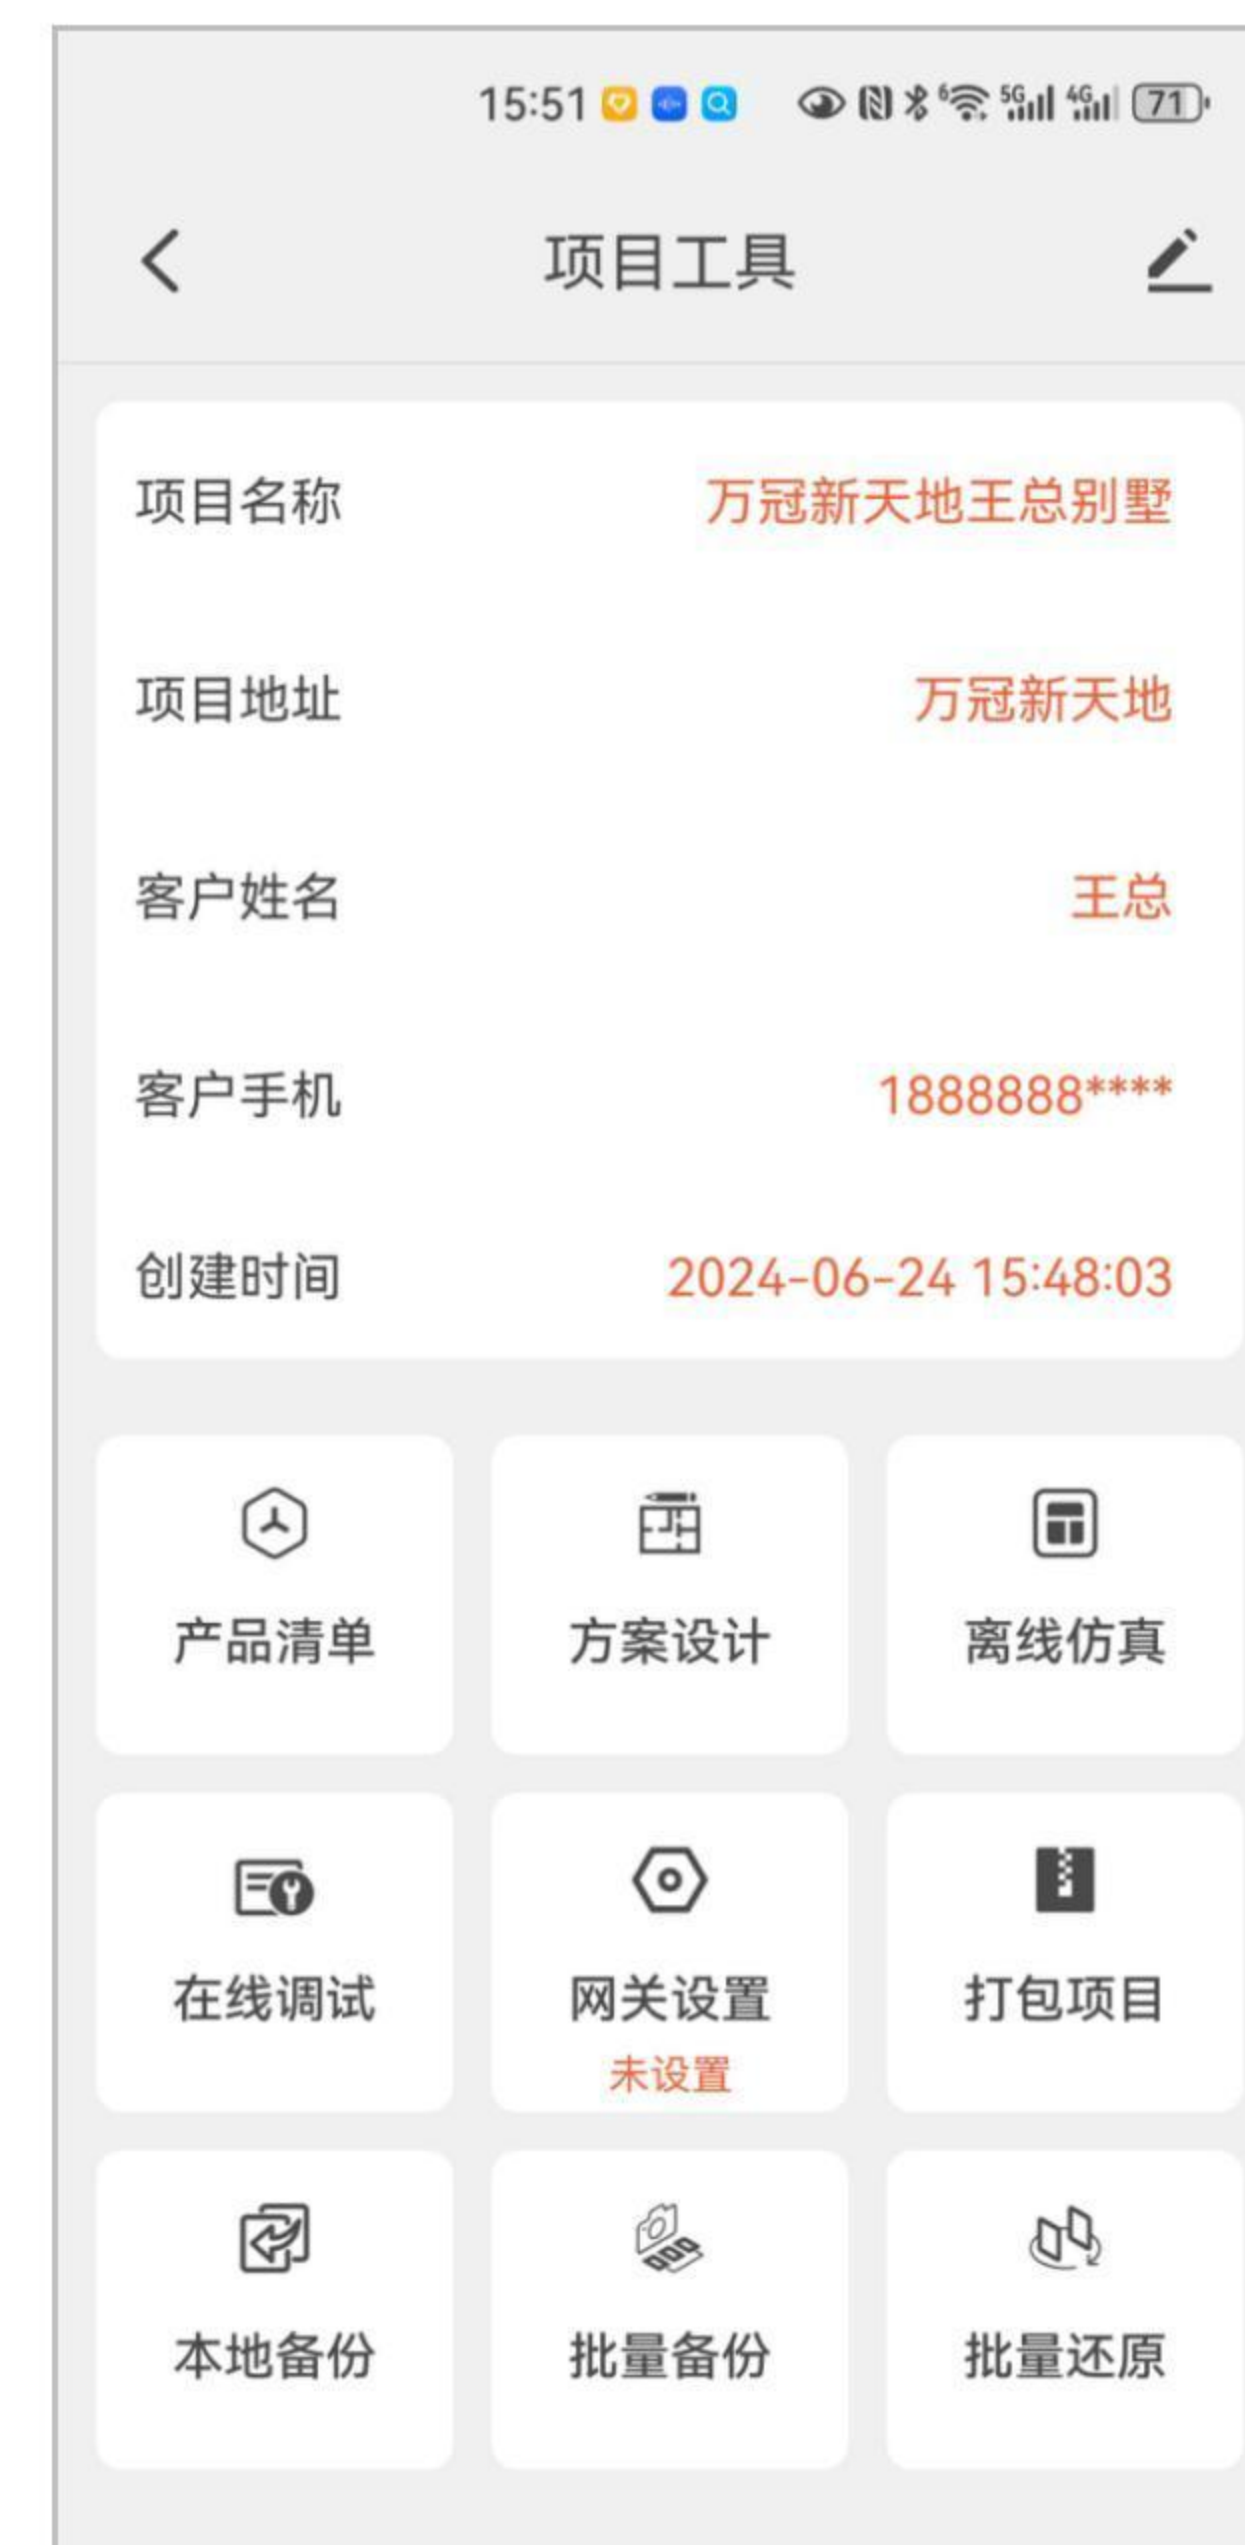 15:51 6 5G 4G 71
项目工具
项目名称 万冠新天地王总别墅
项目地址 万冠新天地
客户姓名 王总
客户手机 1888888****
创建时间 2024-06-24 15:48:03
产品清单 方案设计 离线仿真
在线调试 网关设置 打包项目
未设置
本地备份 批量备份 批量还原